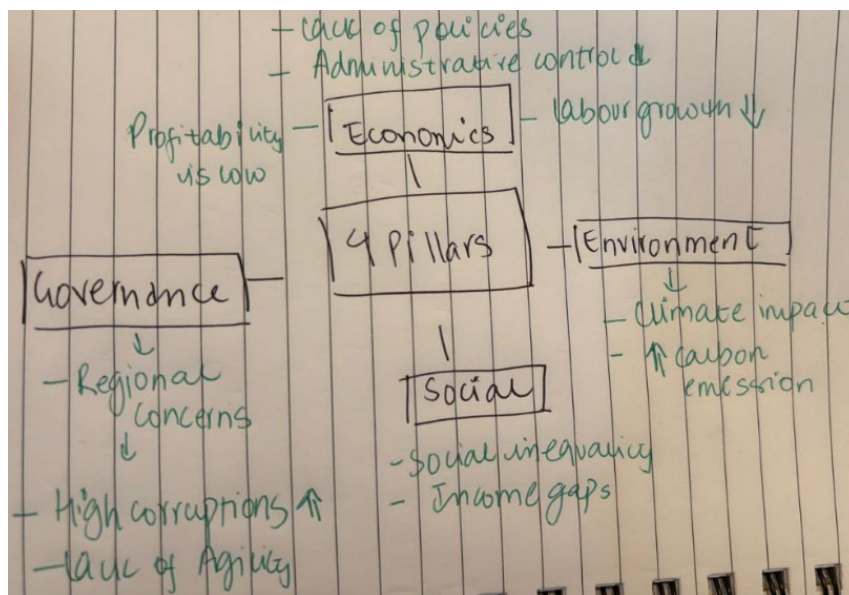 - Lack of policies
- Administrative control ↓
Profitability is low
- Economics -
labour growth ↓↓
4 Pillars
- Environment
↓
- Climate impact
- ↑ carbon
emission
Governance -
↓
- Regional
concerns
↓
- High corruptions ↑
- Lack of Agility
Social
- Social inequality
- Income gaps